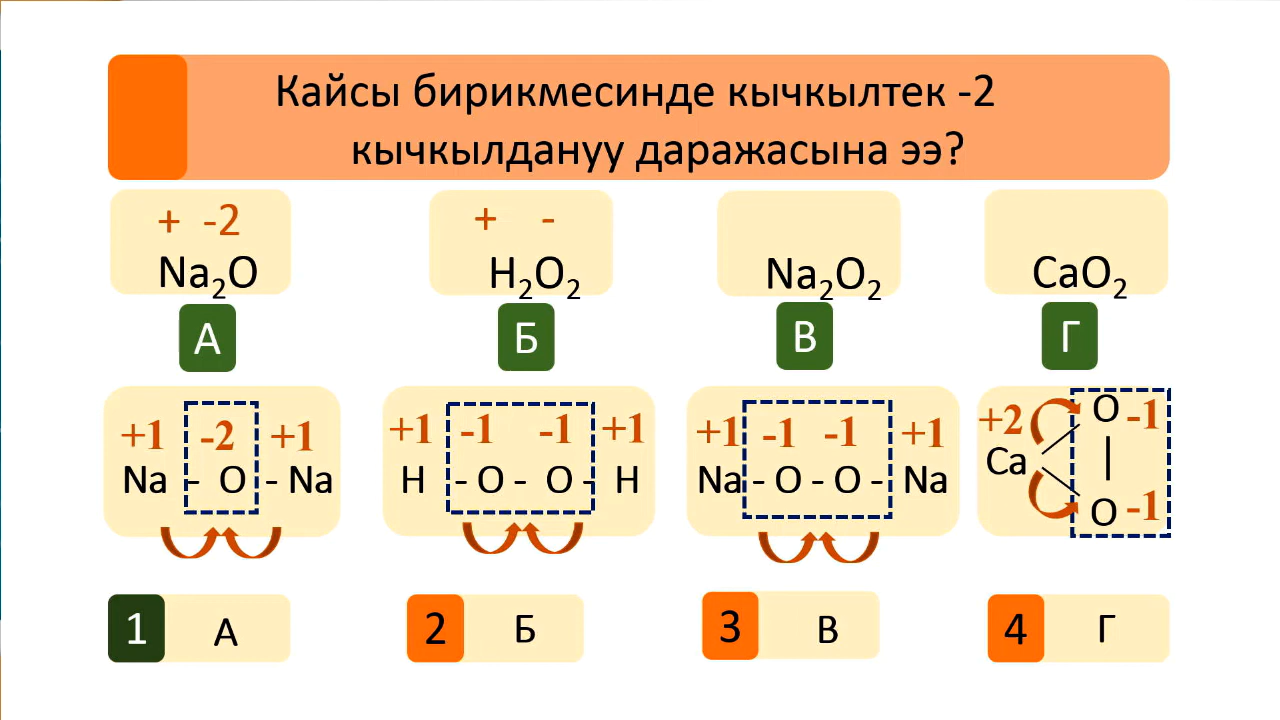 Кайсы бирикмесинде кычкылтек -2
кычкылдануу даражасына ээ?
+ -2
Na₂O
+ -
H₂O₂
Na₂O₂
CaO₂
А
Б
В
Г
+1 -2 +1
Na - O - Na
+1 -1 -1 +1
H - O - O - H
+1 -1 -1 +1
Na - O - O - Na
O -1
+2
Ca
|
O -1
1 А
2 Б
3 В
4 Г